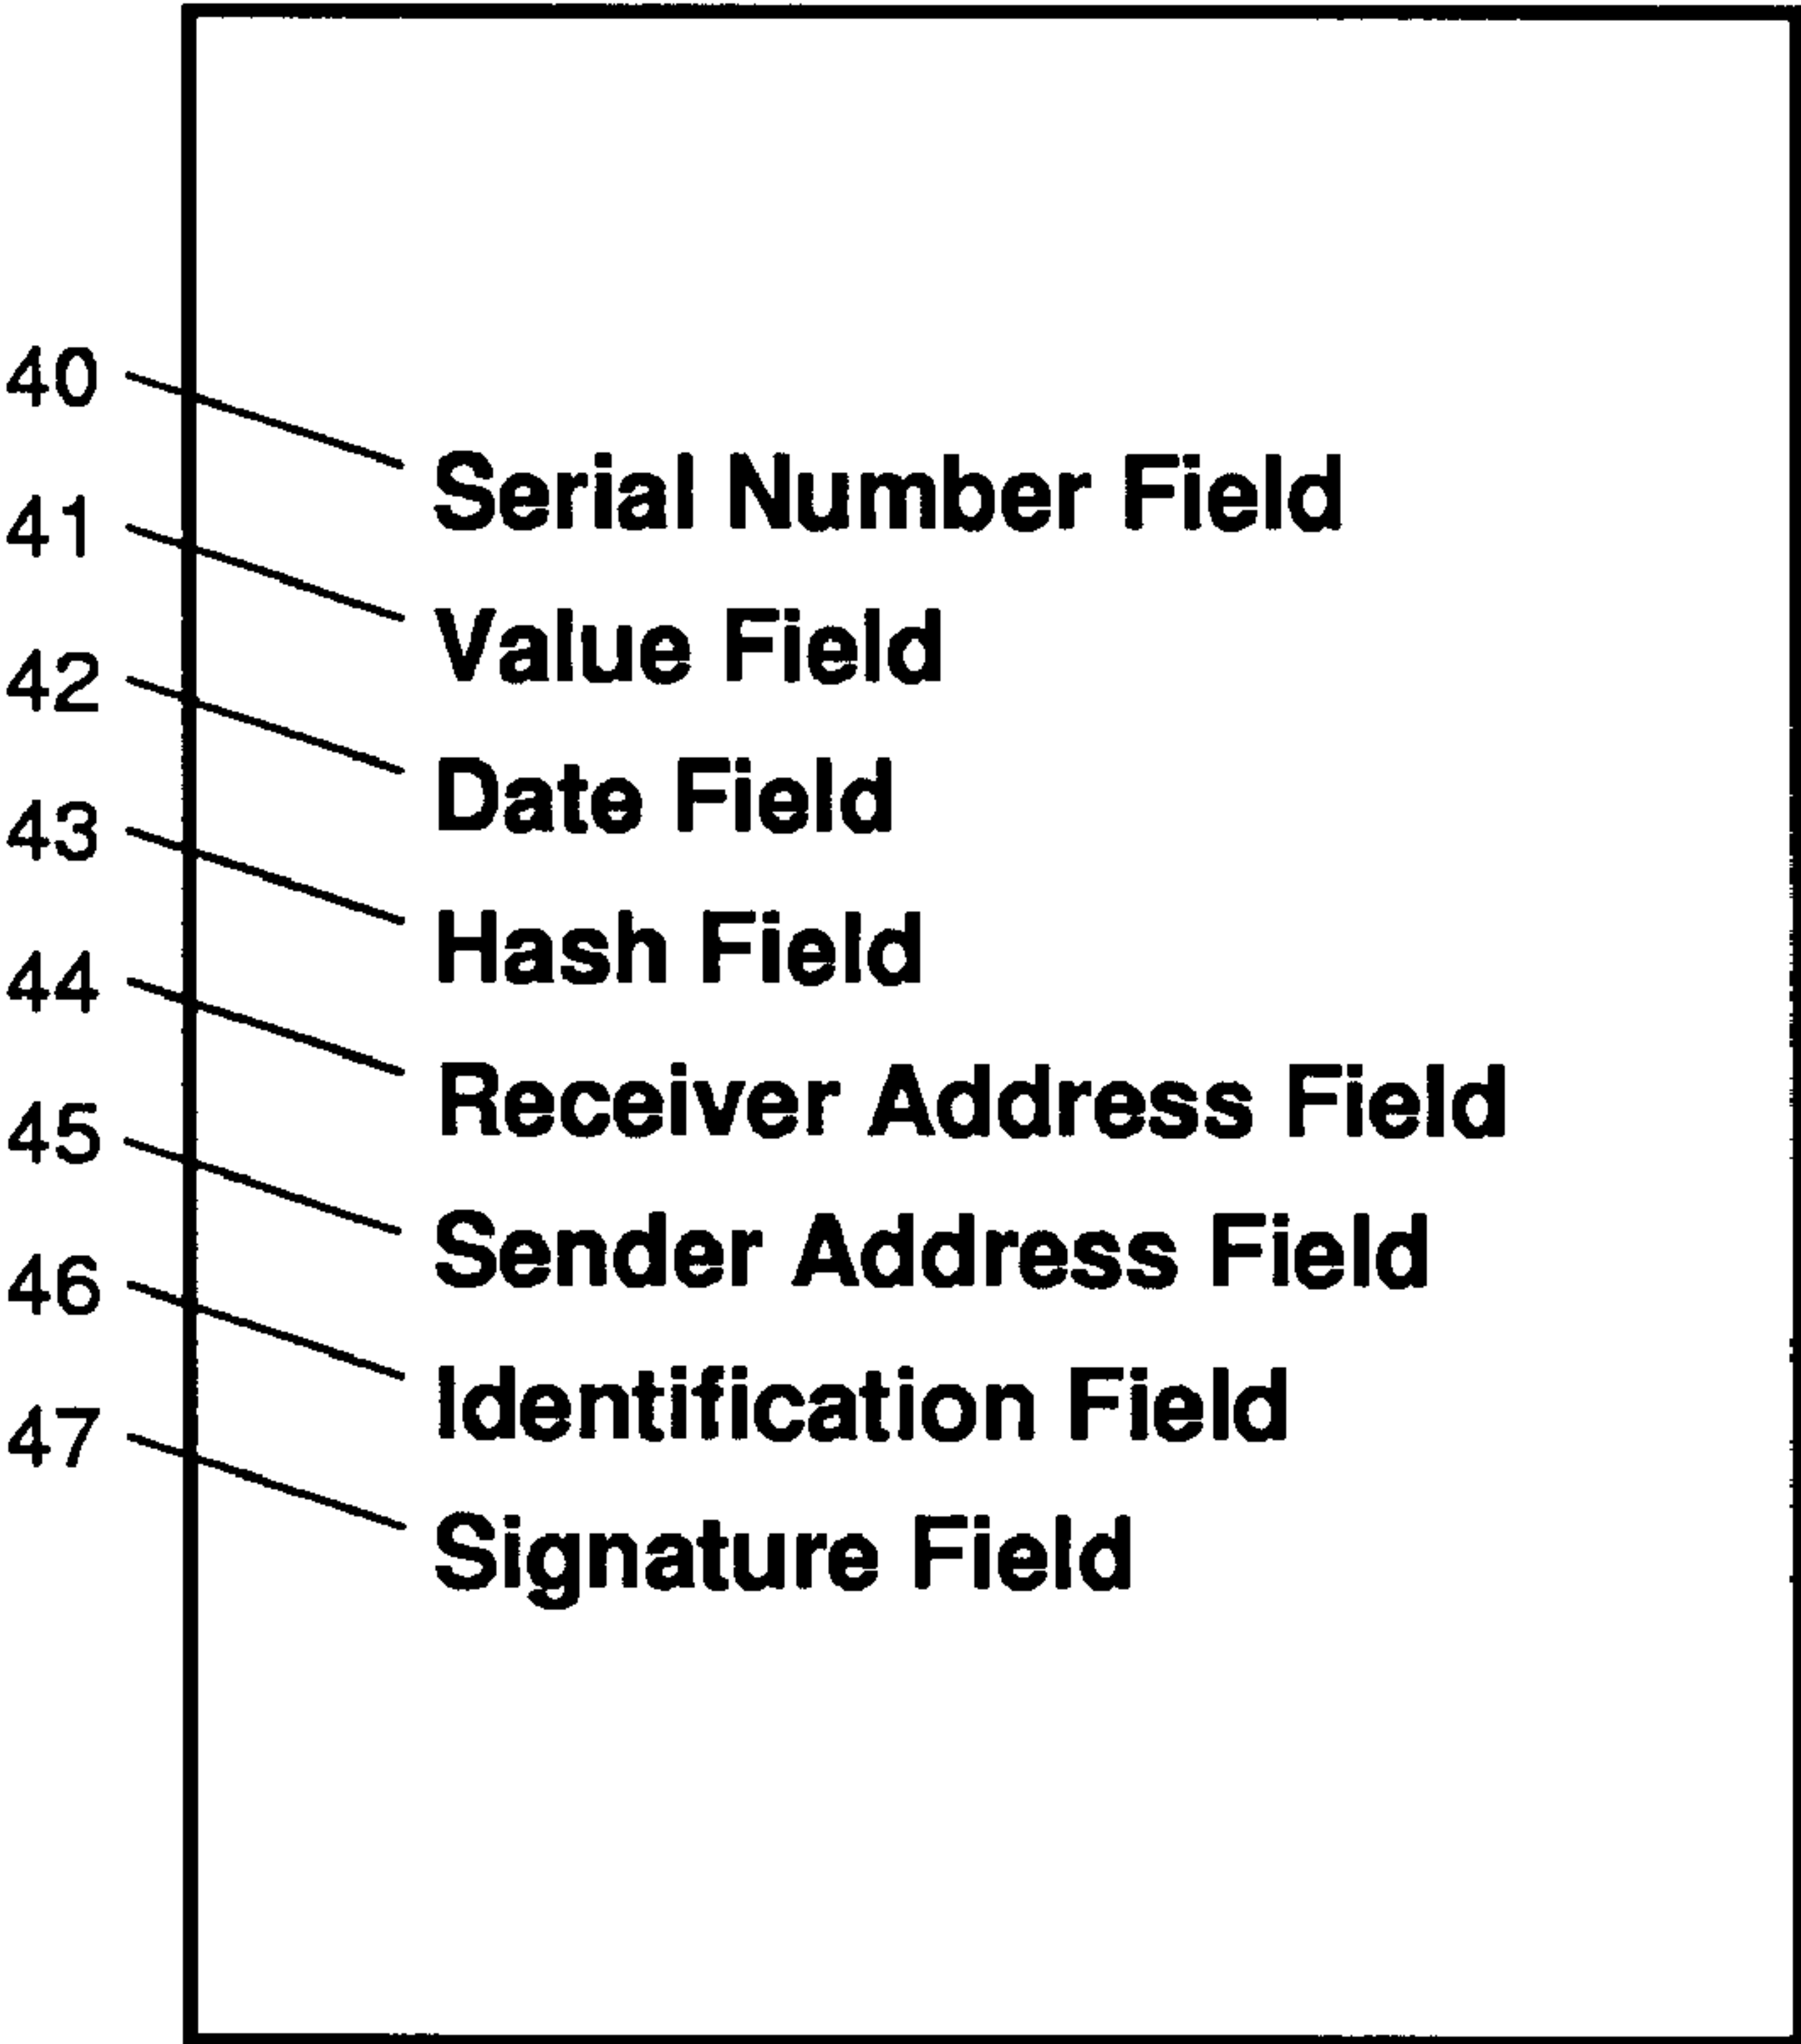 40 Serial Number Field
41 Value Field
42 Date Field
43 Hash Field
44 Receiver Address Field
45 Sender Address Field
46 Identification Field
47 Signature Field